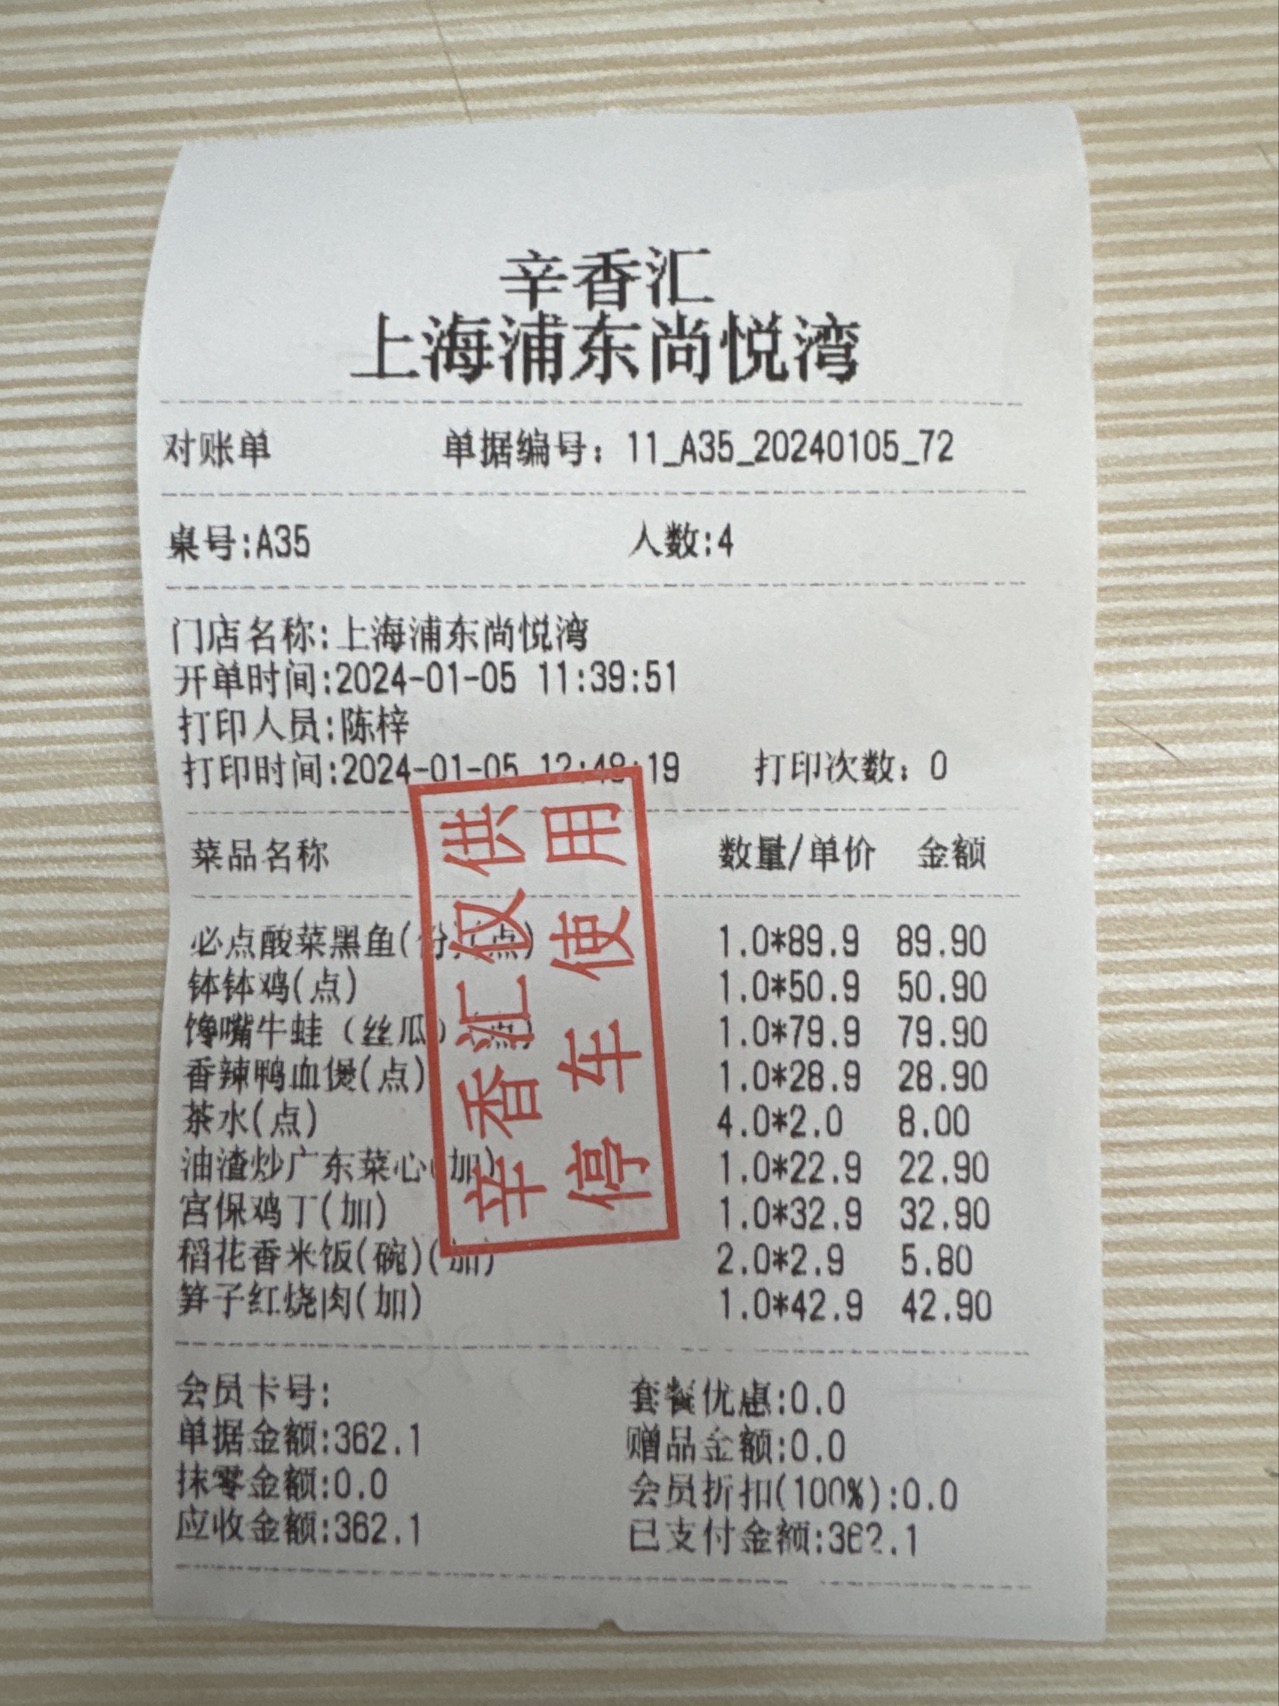 辛香汇
上海浦东尚悦湾
对账单 单据编号：11_A35_20240105_72
桌号:A35 人数:4
门店名称:上海浦东尚悦湾
开单时间:2024-01-05 11:39:51
打印人员:陈梓
打印时间:2024-01-05 12:48:19 打印次数：0
菜品名称 数量/单价 金额
必点酸菜黑鱼(份)(点) 1.0*89.9 89.90
钵钵鸡(点) 1.0*50.9 50.90
馋嘴牛蛙（丝瓜）(点) 1.0*79.9 79.90
香辣鸭血煲(点) 1.0*28.9 28.90
茶水(点) 4.0*2.0 8.00
油渣炒广东菜心(加) 1.0*22.9 22.90
宫保鸡丁(加) 1.0*32.9 32.90
稻花香米饭(碗)(加) 2.0*2.9 5.80
笋子红烧肉(加) 1.0*42.9 42.90
辛香汇仅供
停车使用
会员卡号: 套餐优惠:0.0
单据金额:362.1 赠品金额:0.0
抹零金额:0.0 会员折扣(100%):0.0
应收金额:362.1 已支付金额:362.1